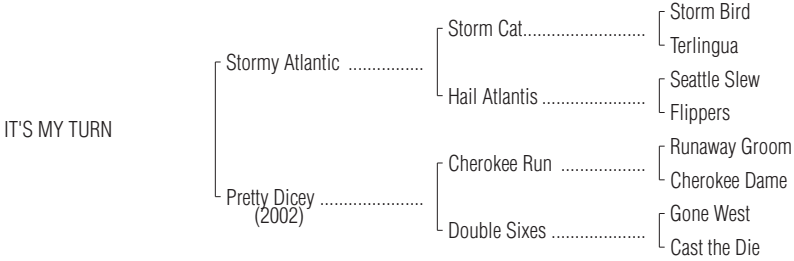 Storm Bird
Storm Cat..........................
Terlingua
Stormy Atlantic ................
Seattle Slew
Hail Atlantis ......................
Flippers
IT'S MY TURN
Runaway Groom
Cherokee Run ..................
Cherokee Dame
Pretty Dicey ......................
(2002)
Gone West
Double Sixes ....................
Cast the Die